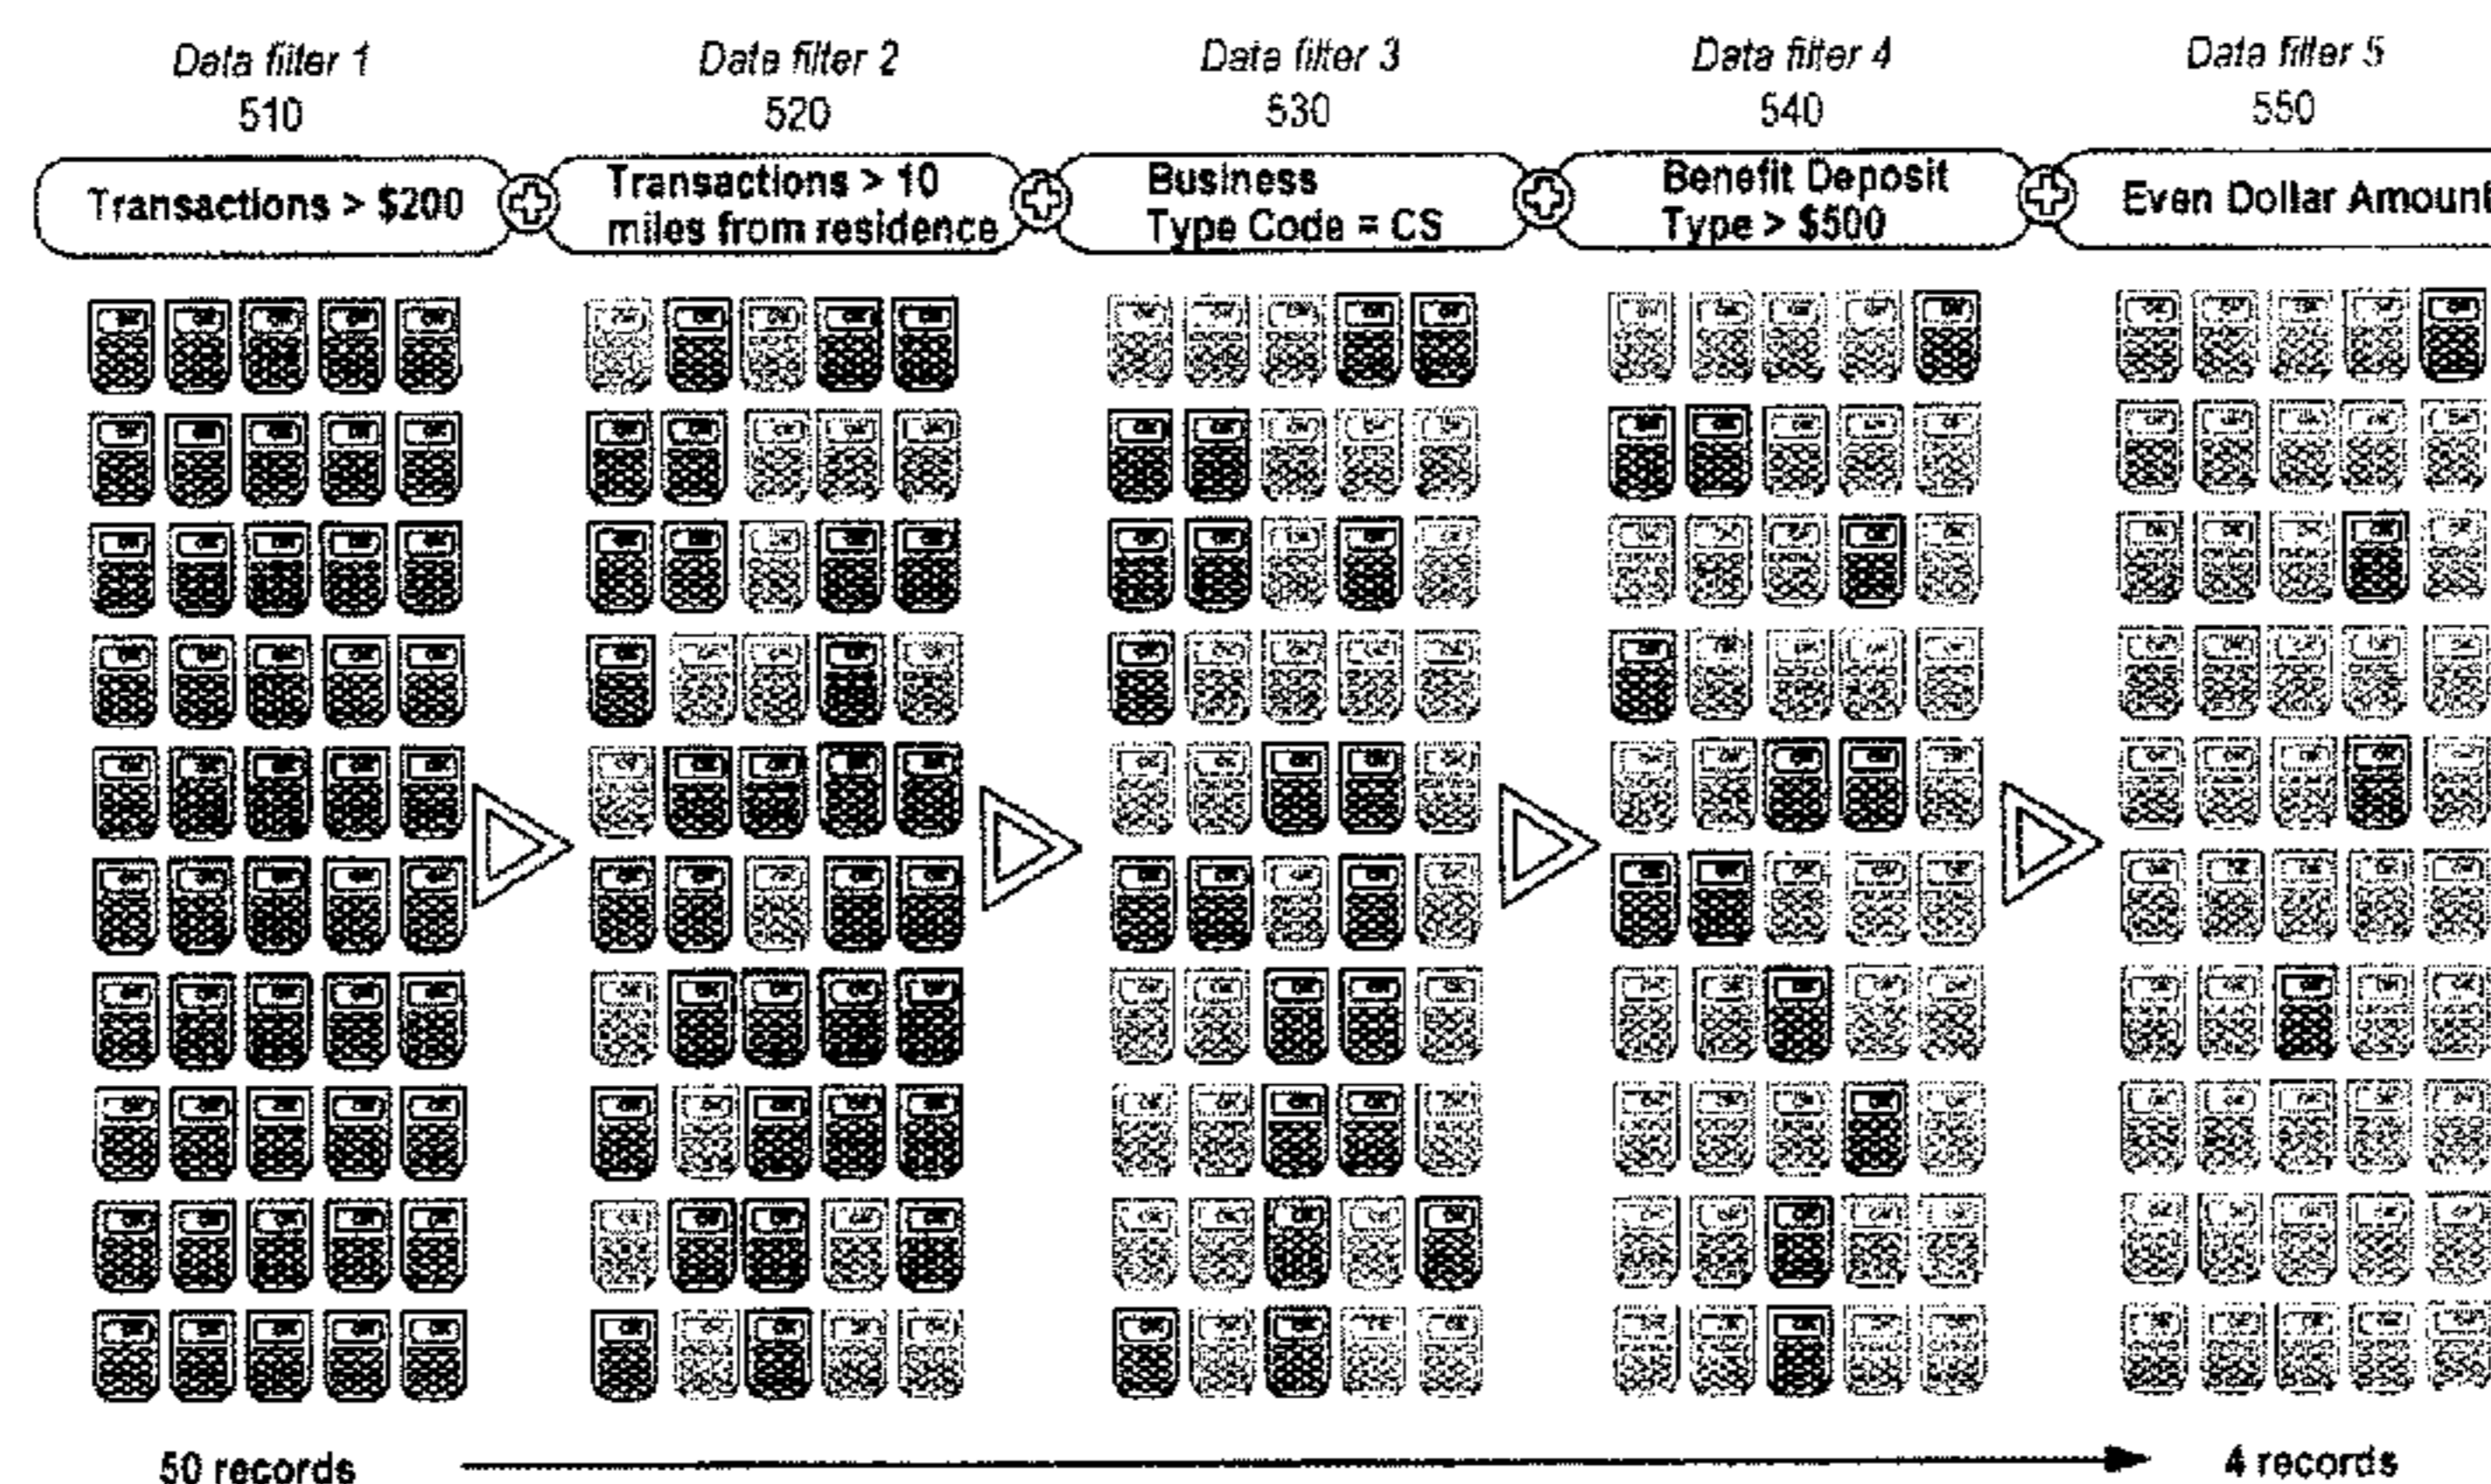 Data filter 1
510
Transactions > $200
Data filter 2
520
Transactions > 10
miles from residence
Data filter 3
530
Business
Type Code = CS
Data filter 4
540
Benefit Deposit
Type > $500
Data filter 5
550
Even Dollar Amount
50 records
4 records